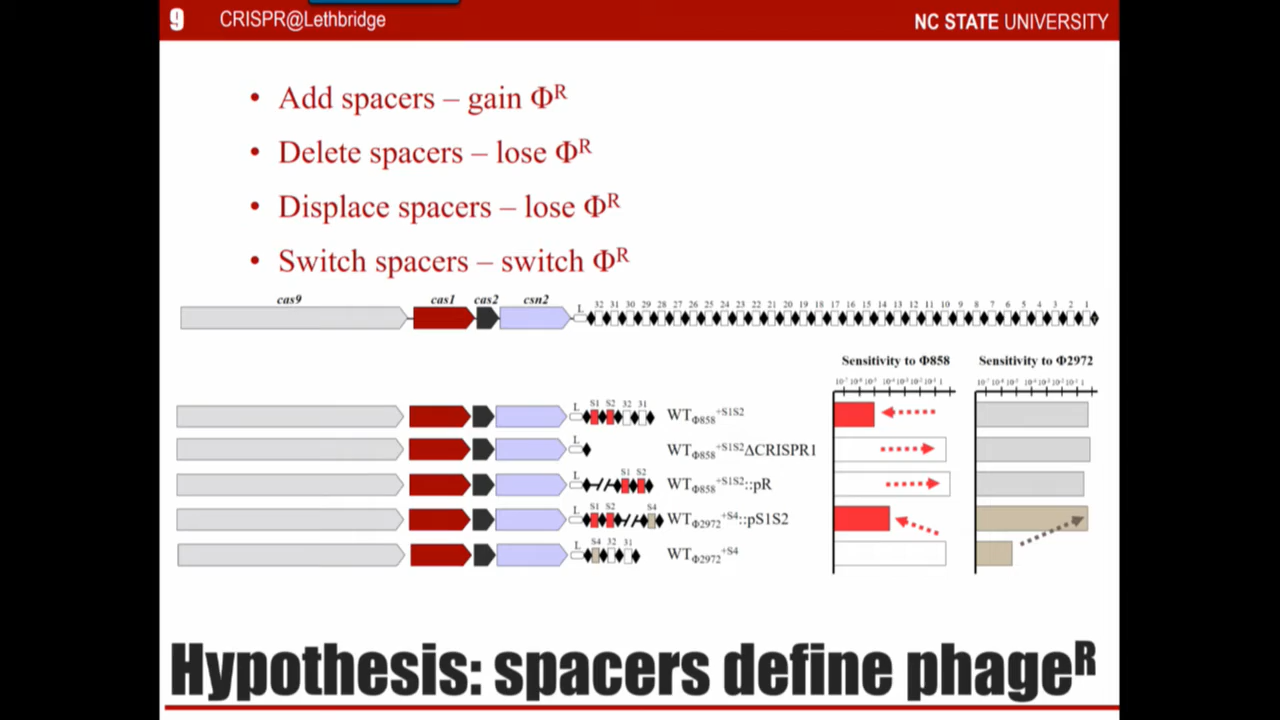 9 CRISPR@Lethbridge NC STATE UNIVERSITY
• Add spacers – gain Φᴿ
• Delete spacers – lose Φᴿ
• Displace spacers – lose Φᴿ
• Switch spacers – switch Φᴿ
cas9 cas1 cas2 csn2
L 32 31 30 29 28 27 26 25 24 23 22 21 20 19 18 17 16 15 14 13 12 11 10 9 8 7 6 5 4 3 2 1
Sensitivity to Φ858 Sensitivity to Φ2972
L S1 S2 32 31 WTΦ858+S1S2
L WTΦ858+S1S2ΔCRISPR1
L S1 S2 WTΦ858+S1S2::pR
L S1 S2 S4 WTΦ2972+S4::pS1S2
L S4 32 31 WTΦ2972+S4
Hypothesis: spacers define phageᴿ